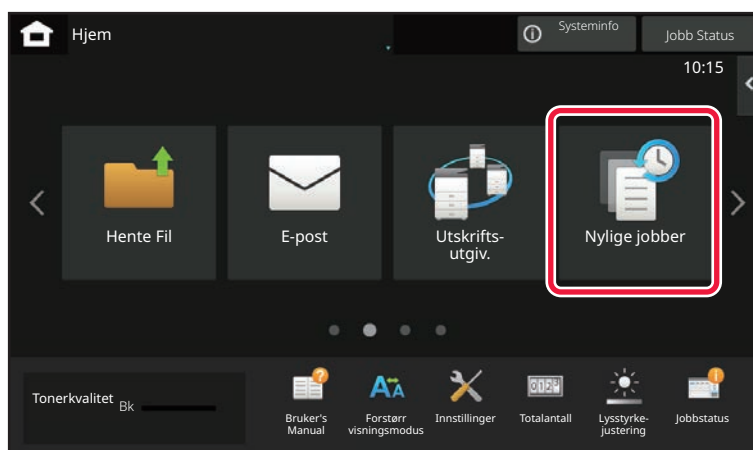 Hjem
Systeminfo
Jobb Status
10:15
Hente Fil
E-post
Utskrifts-
utgiv.
Nylige jobber
Tonerkvalitet
Bk
Bruker's
Manual
Forstørr
visningsmodus
Innstillinger
Totalantall
Lysstyrke-
justering
Jobbstatus